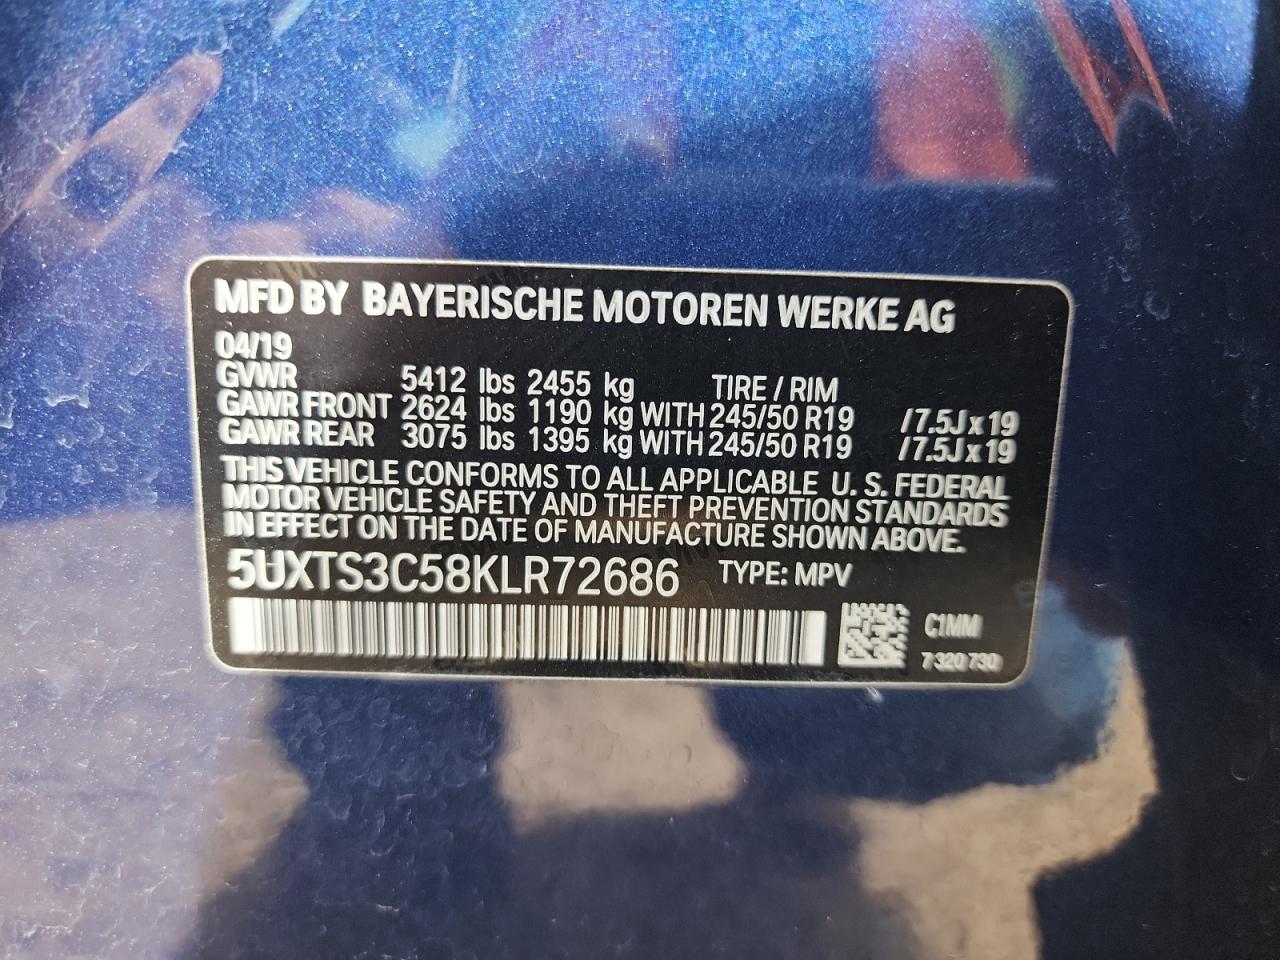 MFD BY BAYERISCHE MOTOREN WERKE AG
04/19
GVWR 5412 lbs 2455 kg TIRE / RIM
GAWR FRONT 2624 lbs 1190 kg WITH 245/50 R19 /7.5J x 19
GAWR REAR 3075 lbs 1395 kg WITH 245/50 R19 /7.5J x 19
THIS VEHICLE CONFORMS TO ALL APPLICABLE U. S. FEDERAL
MOTOR VEHICLE SAFETY AND THEFT PREVENTION STANDARDS
IN EFFECT ON THE DATE OF MANUFACTURE SHOWN ABOVE.
5UXTS3C58KLR72686 TYPE: MPV
C1MM
7 320 730